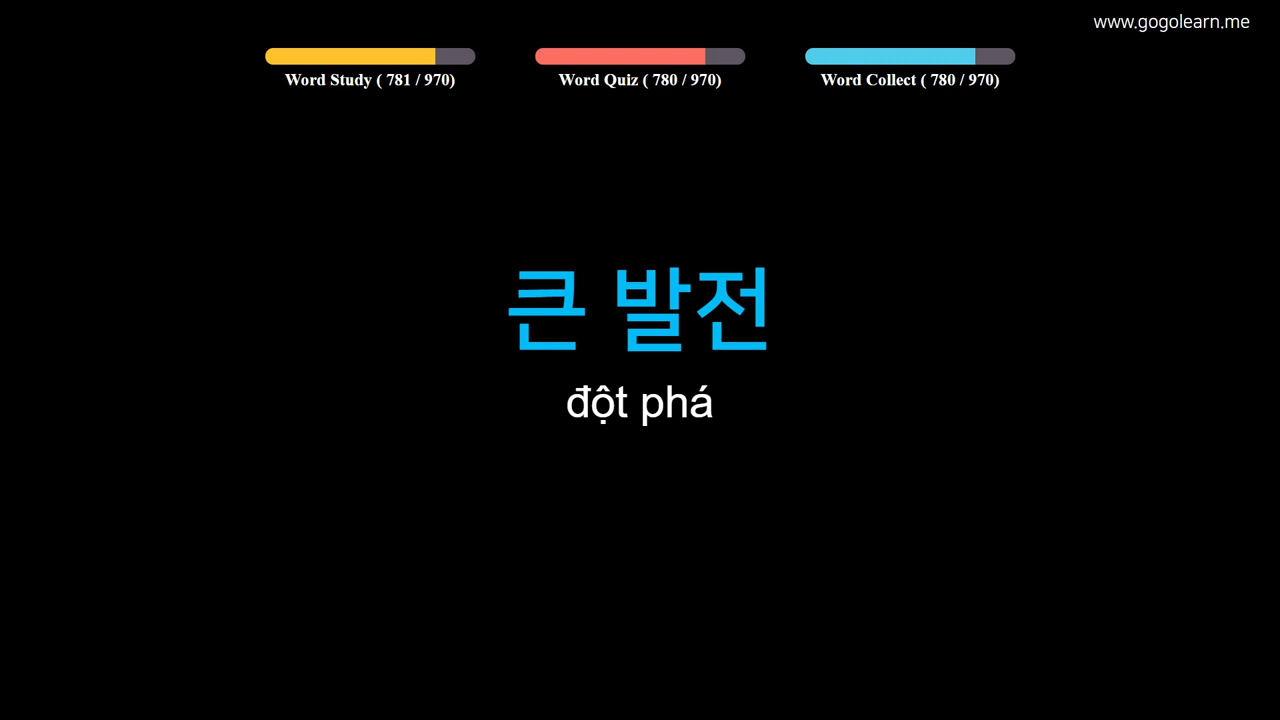 www.gogolearn.me
Word Study ( 781 / 970)
Word Quiz ( 780 / 970)
Word Collect ( 780 / 970)
큰 발전
đột phá